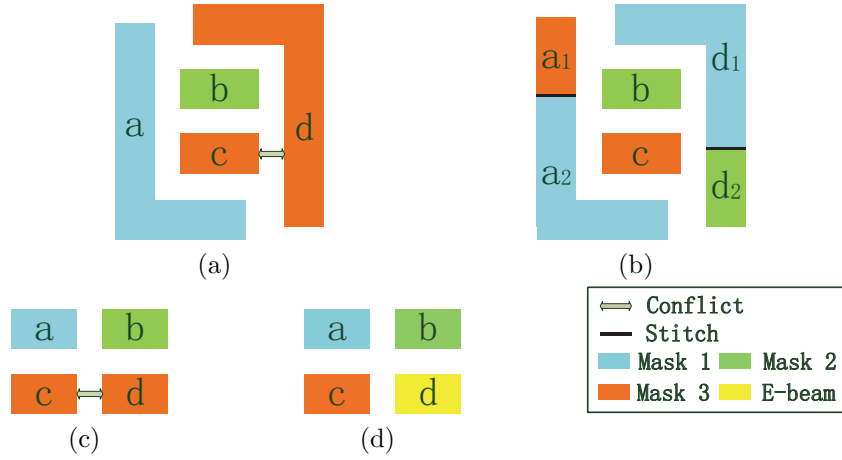 a
b
c
d
(a)
a1
a2
b
c
d1
d2
(b)
a b
c d
(c)
a b
c d
(d)
Conflict
Stitch
Mask 1 Mask 2
Mask 3 E-beam